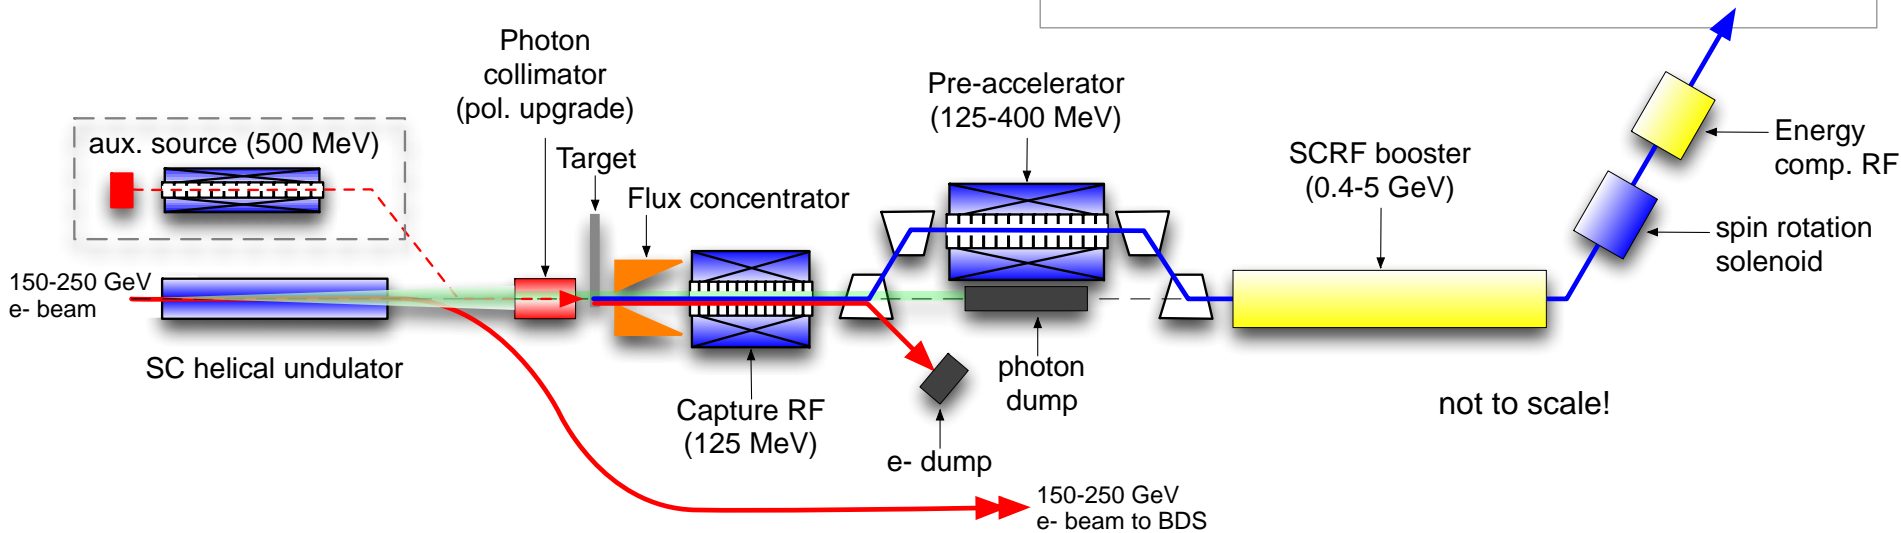 Photon
collimator
(pol. upgrade)
Pre-accelerator
(125-400 MeV)
aux. source (500 MeV)
Target
Flux concentrator
SCRF booster
(0.4-5 GeV)
Energy
comp. RF
spin rotation
solenoid
150-250 GeV
e- beam
SC helical undulator
Capture RF
(125 MeV)
photon
dump
e- dump
not to scale!
150-250 GeV
e- beam to BDS